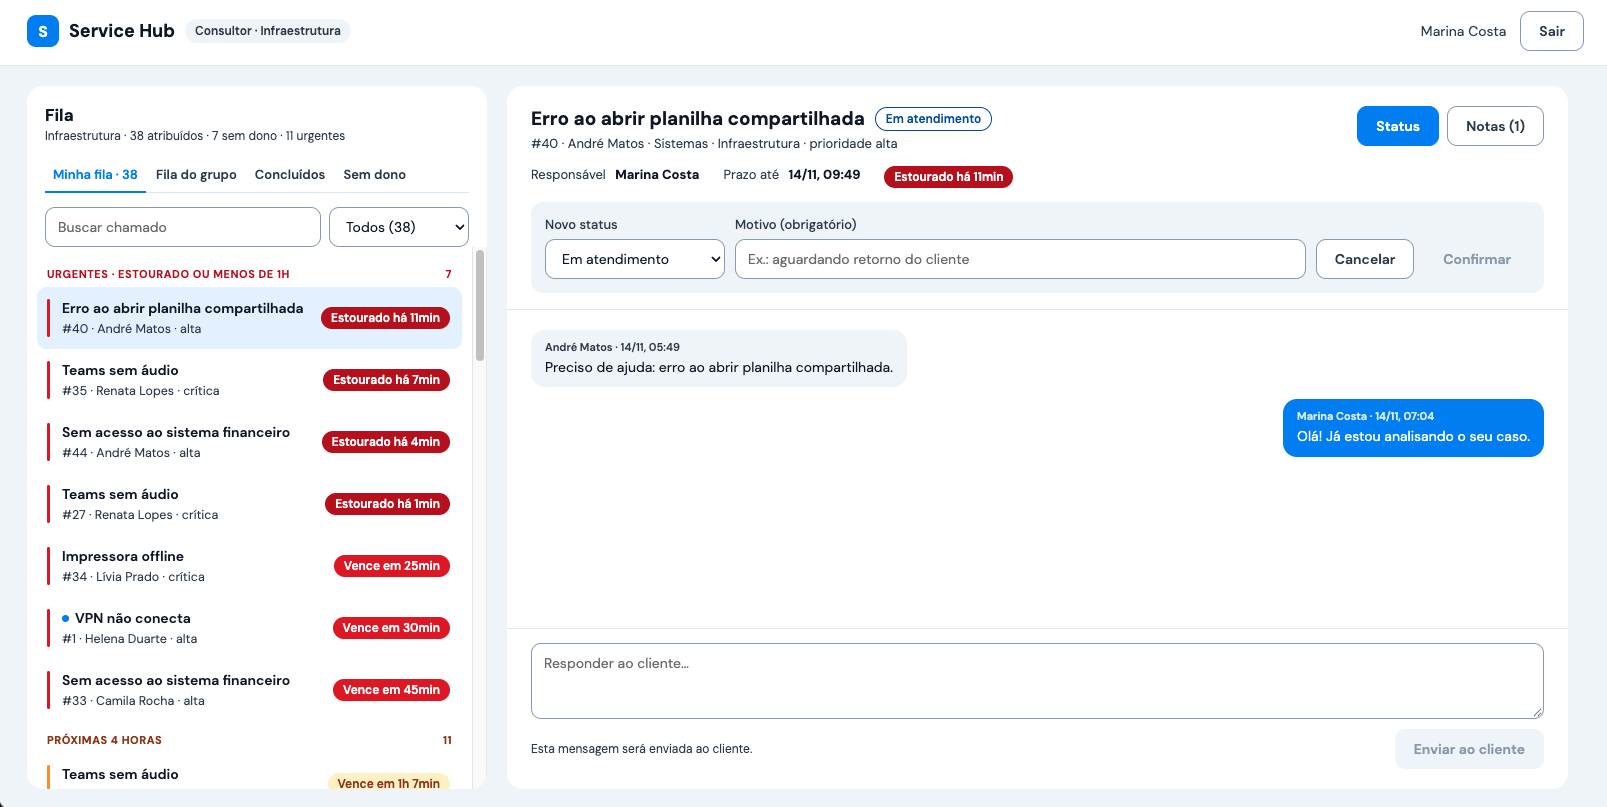 S Service Hub Consultor · Infraestrutura
Marina Costa Sair
Fila
Infraestrutura · 38 atribuídos · 7 sem dono · 11 urgentes
Minha fila · 38 Fila do grupo Concluídos Sem dono
Buscar chamado Todos (38)
URGENTES · ESTOURADO OU MENOS DE 1H 7
Erro ao abrir planilha compartilhada
#40 · André Matos · alta
Estourado há 11min
Teams sem áudio
#35 · Renata Lopes · crítica
Estourado há 7min
Sem acesso ao sistema financeiro
#44 · André Matos · alta
Estourado há 4min
Teams sem áudio
#27 · Renata Lopes · crítica
Estourado há 1min
Impressora offline
#34 · Lívia Prado · crítica
Vence em 25min
VPN não conecta
#1 · Helena Duarte · alta
Vence em 30min
Sem acesso ao sistema financeiro
#33 · Camila Rocha · alta
Vence em 45min
PRÓXIMAS 4 HORAS 11
Teams sem áudio
Vence em 1h 7min
Erro ao abrir planilha compartilhada Em atendimento
#40 · André Matos · Sistemas · Infraestrutura · prioridade alta
Status Notas (1)
Responsável Marina Costa Prazo até 14/11, 09:49 Estourado há 11min
Novo status Motivo (obrigatório)
Em atendimento Ex.: aguardando retorno do cliente Cancelar Confirmar
André Matos · 14/11, 05:49
Preciso de ajuda: erro ao abrir planilha compartilhada.
Marina Costa · 14/11, 07:04
Olá! Já estou analisando o seu caso.
Responder ao cliente…
Esta mensagem será enviada ao cliente.
Enviar ao cliente